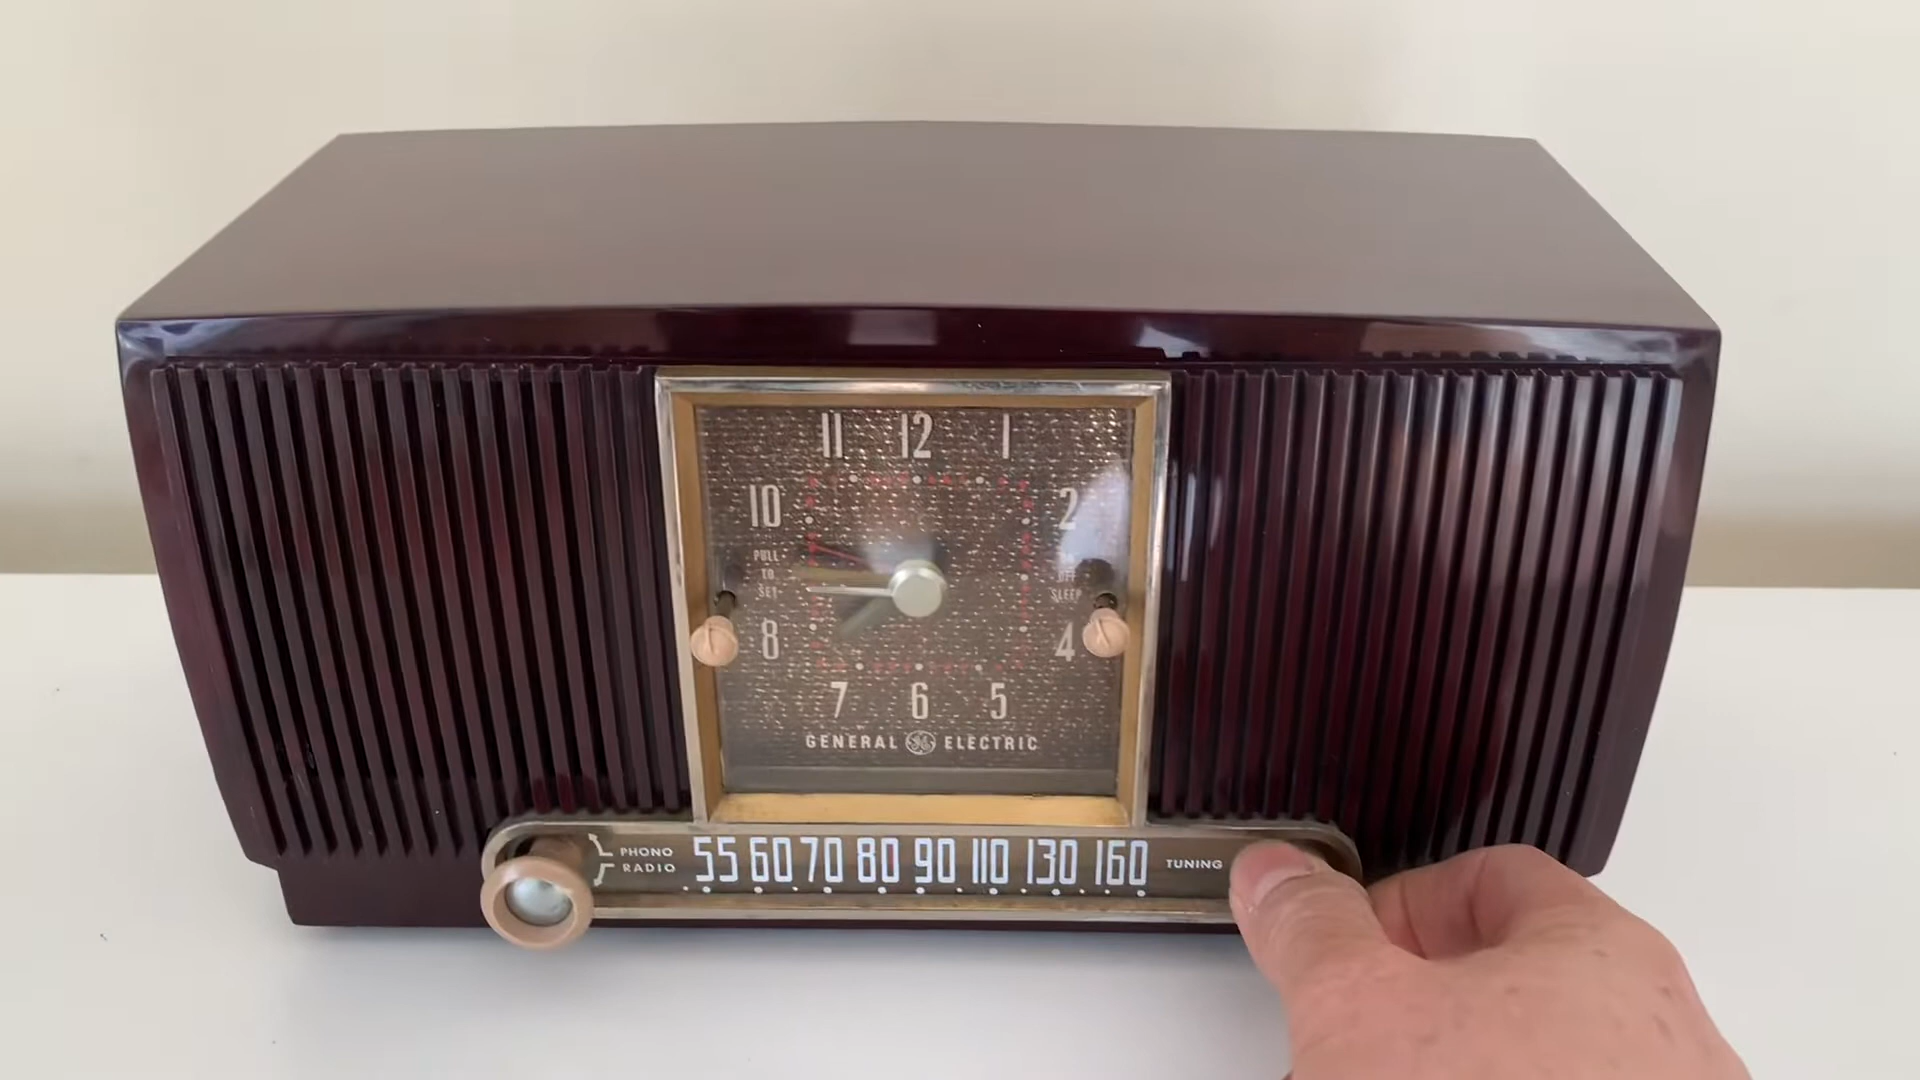 11 12 1
10 2
PULL
TO
SET
OFF
SLEEP
8 4
7 6 5
GENERAL GE ELECTRIC
PHONO
RADIO
55 60 70 80 90 110 130 160
TUNING